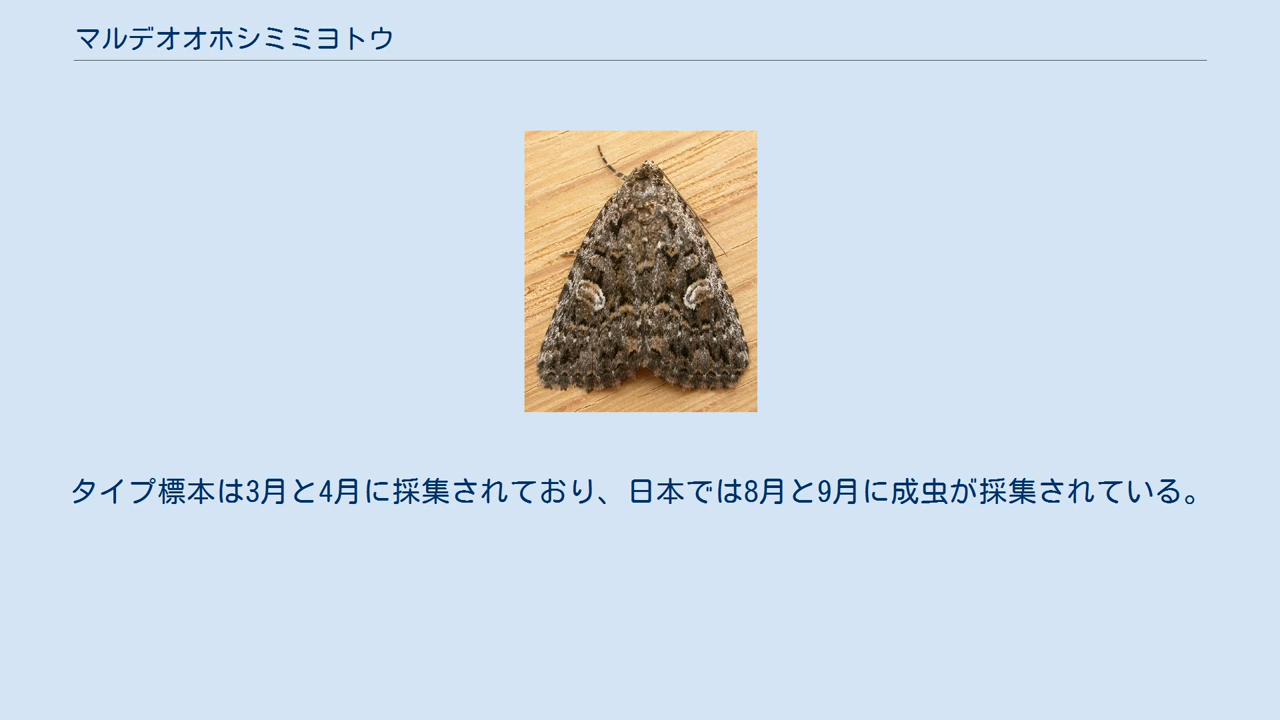 マルデオオホシミミヨトウ
タイプ標本は3月と4月に採集されており、日本では8月と9月に成虫が採集されている。